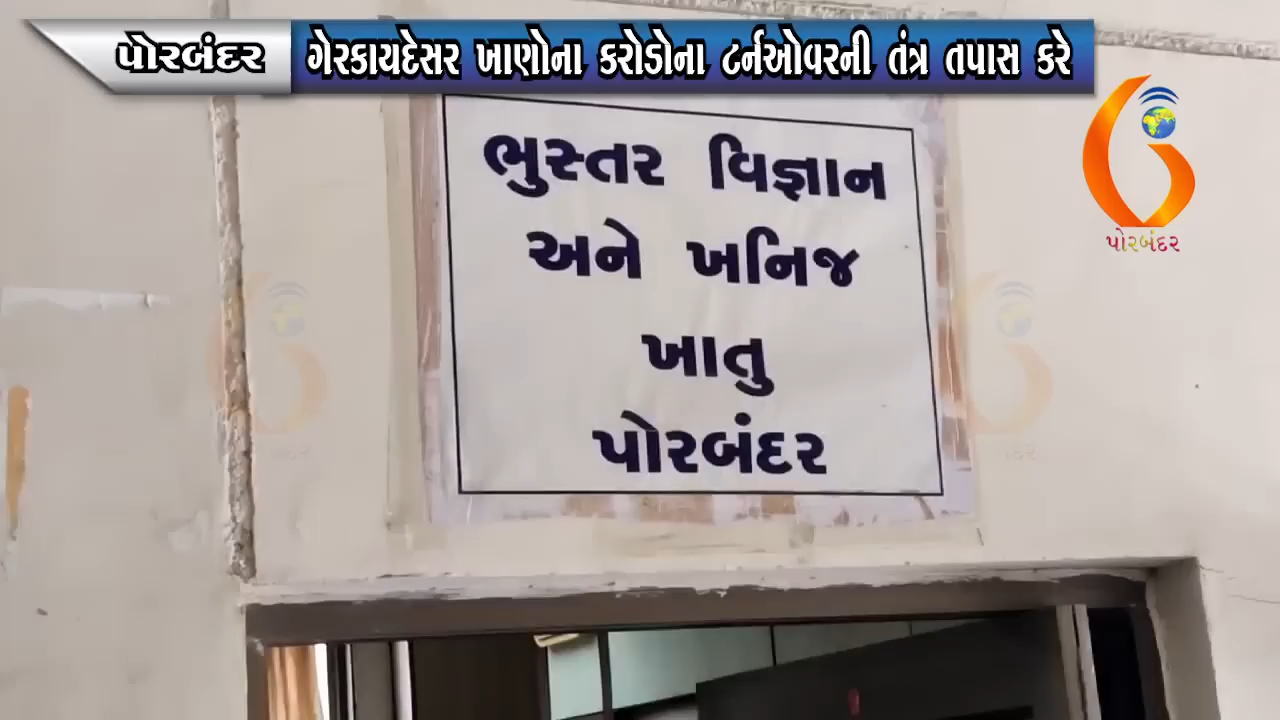 પોરબંદર
ગેરકાયદેસર ખાણોના કરોડોના ટર્નઓવરની તંત્ર તપાસ કરે
પોરબંદર
ભુસ્તર વિજ્ઞાન
અને ખનિજ
ખાતુ
પોરબંદર